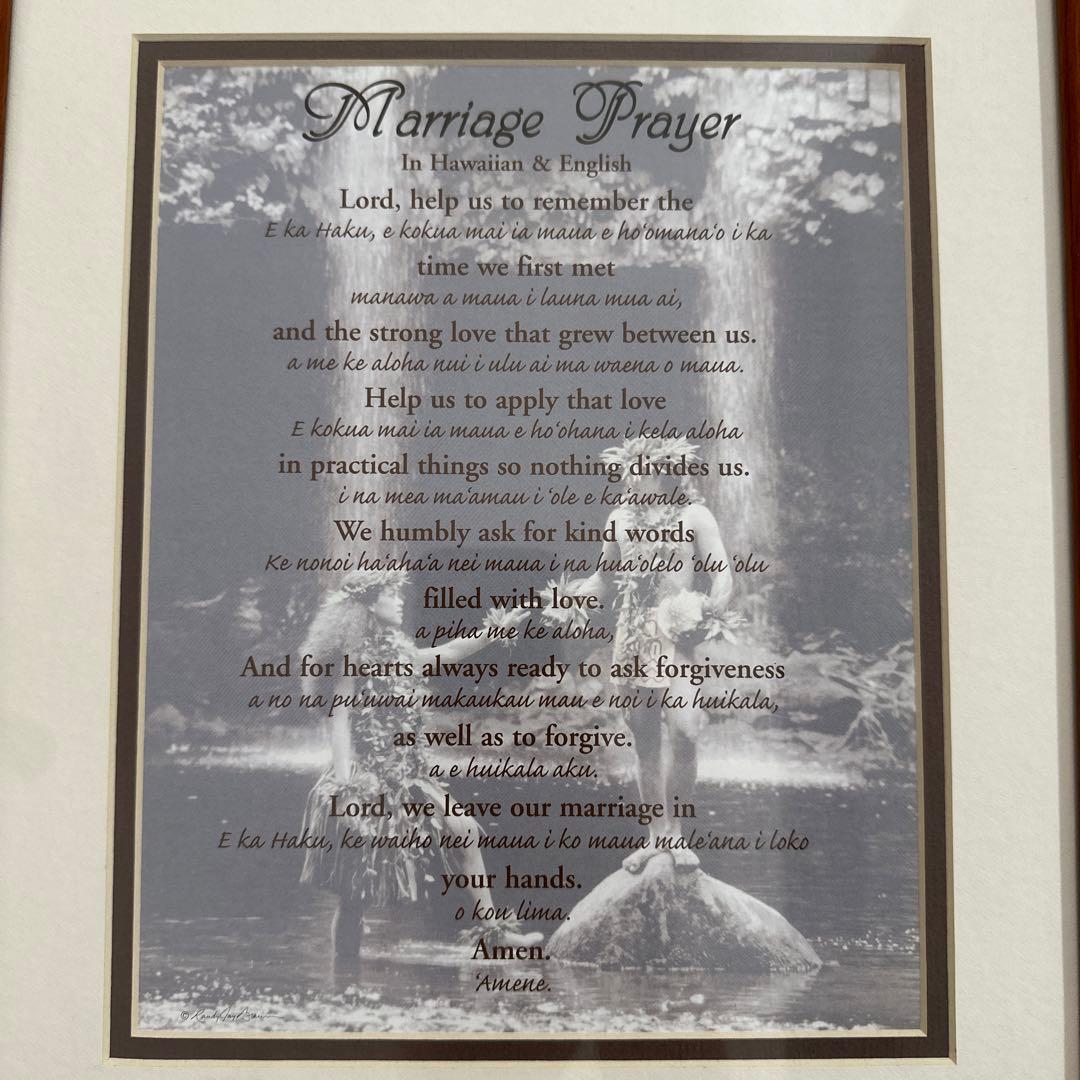 Marriage Prayer
In Hawaiian & English
Lord, help us to remember the
E ka Haku, e kokua mai ia maua e ho‘omana‘o i ka
time we first met
manawa a maua i launa mua ai,
and the strong love that grew between us.
a me ke aloha nui i ulu ai ma waena o maua.
Help us to apply that love
E kokua mai ia maua e ho‘ohana i kela aloha
in practical things so nothing divides us.
i na mea ma‘amau i ‘ole e ka‘awale.
We humbly ask for kind words
Ke nonoi ha‘aha‘a nei maua i na hua‘olelo ‘olu ‘olu
filled with love.
a piha me ke aloha,
And for hearts always ready to ask forgiveness
a no na pu‘uwai makaukau mau e noi i ka huikala,
as well as to forgive.
a e huikala aku.
Lord, we leave our marriage in
E ka Haku, ke waiho nei maua i ko maua male‘ana i loko
your hands.
o kou lima.
Amen.
‘Amene.